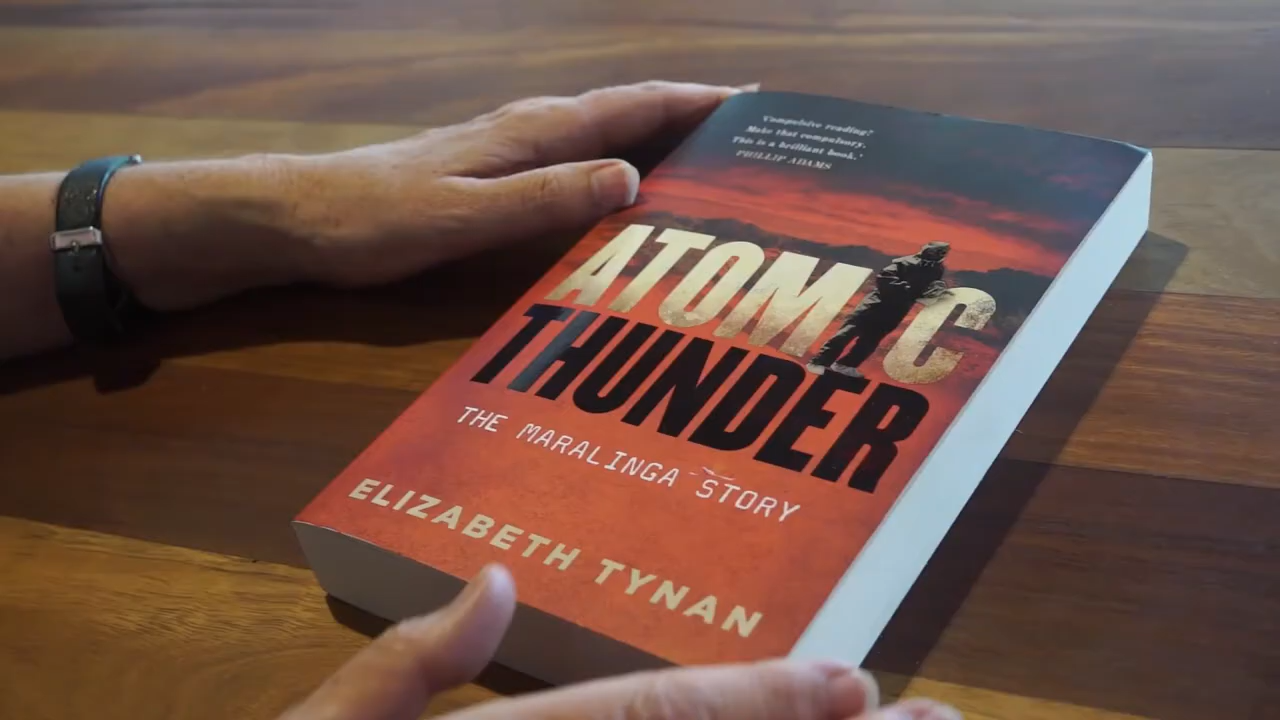 'Compulsive reading?
Make that compulsory.
This is a brilliant book.'
PHILLIP ADAMS
ATOMIC
THUNDER
THE MARALINGA STORY
ELIZABETH TYNAN